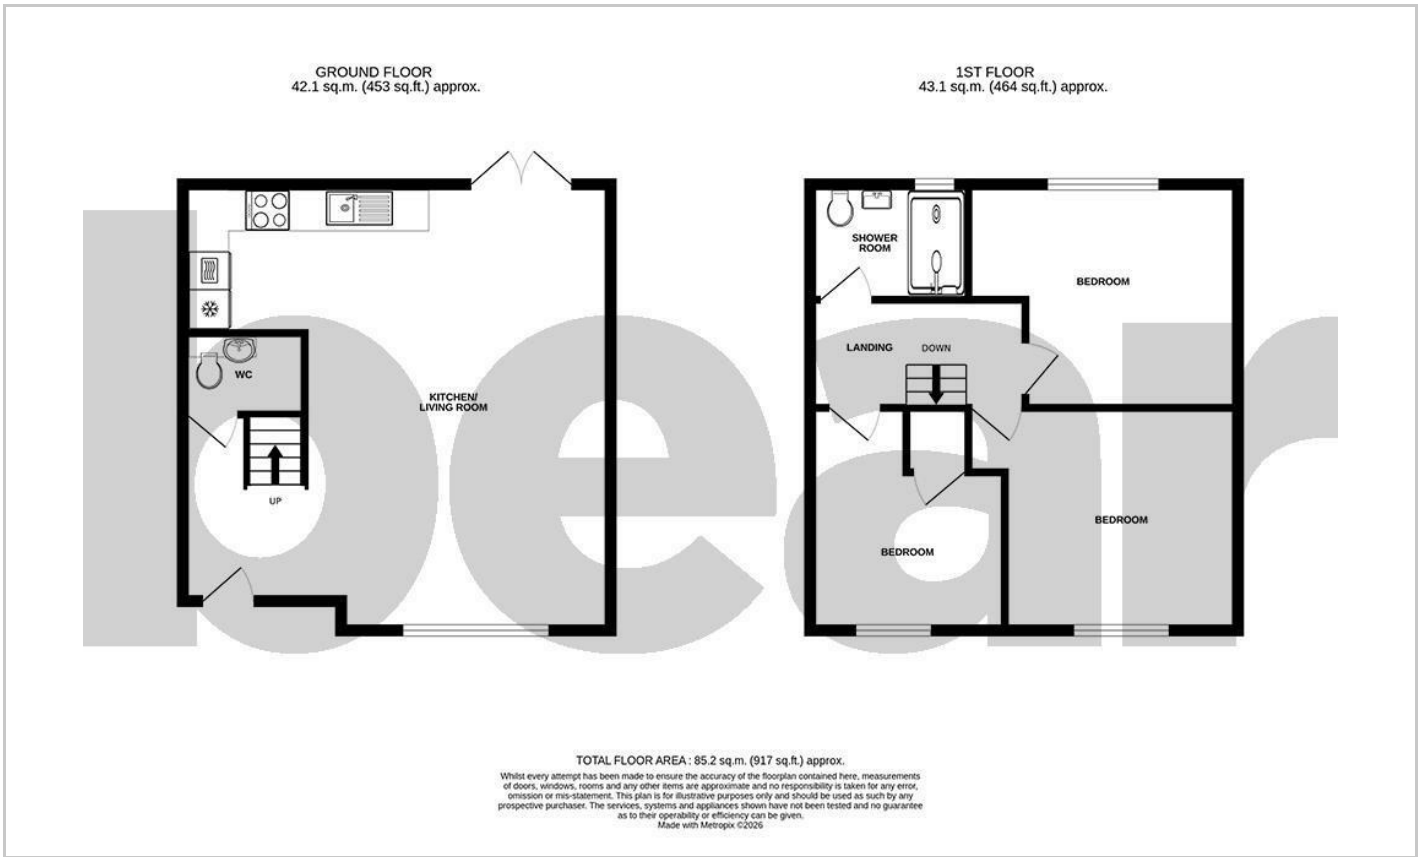 GROUND FLOOR
42.1 sq.m. (453 sq.ft.) approx.
1ST FLOOR
43.1 sq.m. (464 sq.ft.) approx.
SHOWER
ROOM
BEDROOM
LANDING
DOWN
WC
KITCHEN/
LIVING ROOM
UP
BEDROOM
BEDROOM
bear
TOTAL FLOOR AREA : 85.2 sq.m. (917 sq.ft.) approx.
Whilst every attempt has been made to ensure the accuracy of the floorplan contained here, measurements
of doors, windows, rooms and any other items are approximate and no responsibility is taken for any error,
omission or mis-statement. This plan is for illustrative purposes only and should be used as such by any
prospective purchaser. The services, systems and appliances shown have not been tested and no guarantee
as to their operability or efficiency can be given.
Made with Metropix ©2026